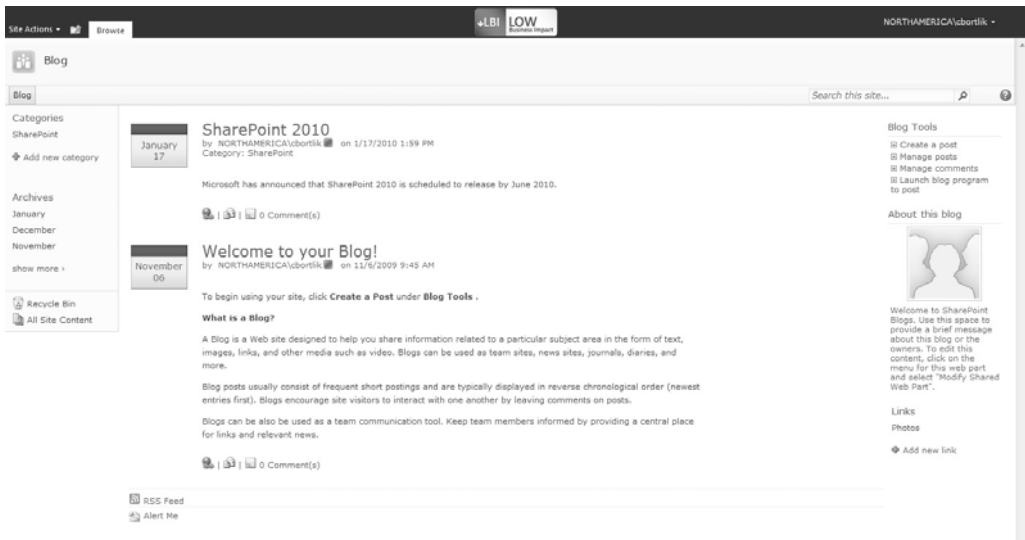 Site Actions
Browse
LBI LOW
Business Impact
NORTHAMERICA\cbortlik
Blog
Blog
Search this site...
Categories
SharePoint
Add new category
Archives
January
December
November
show more ›
Recycle Bin
All Site Content
January
17
SharePoint 2010
by NORTHAMERICA\cbortlik on 1/17/2010 1:59 PM
Category: SharePoint
Microsoft has announced that SharePoint 2010 is scheduled to release by June 2010.
| | 0 Comment(s)
November
06
Welcome to your Blog!
by NORTHAMERICA\cbortlik on 11/6/2009 9:45 AM
To begin using your site, click Create a Post under Blog Tools .
What is a Blog?
A Blog is a Web site designed to help you share information related to a particular subject area in the form of text,
images, links, and other media such as video. Blogs can be used as team sites, news sites, journals, diaries, and
more.
Blog posts usually consist of frequent short postings and are typically displayed in reverse chronological order (newest
entries first). Blogs encourage site visitors to interact with one another by leaving comments on posts.
Blogs can be also be used as a team communication tool. Keep team members informed by providing a central place
for links and relevant news.
| | 0 Comment(s)
RSS Feed
Alert Me
Blog Tools
Create a post
Manage posts
Manage comments
Launch blog program
to post
About this blog
Welcome to SharePoint
Blogs. Use this space to
provide a brief message
about this blog or the
owners. To edit this
content, click on the
menu for this web part
and select "Modify Shared
Web Part".
Links
Photos
Add new link